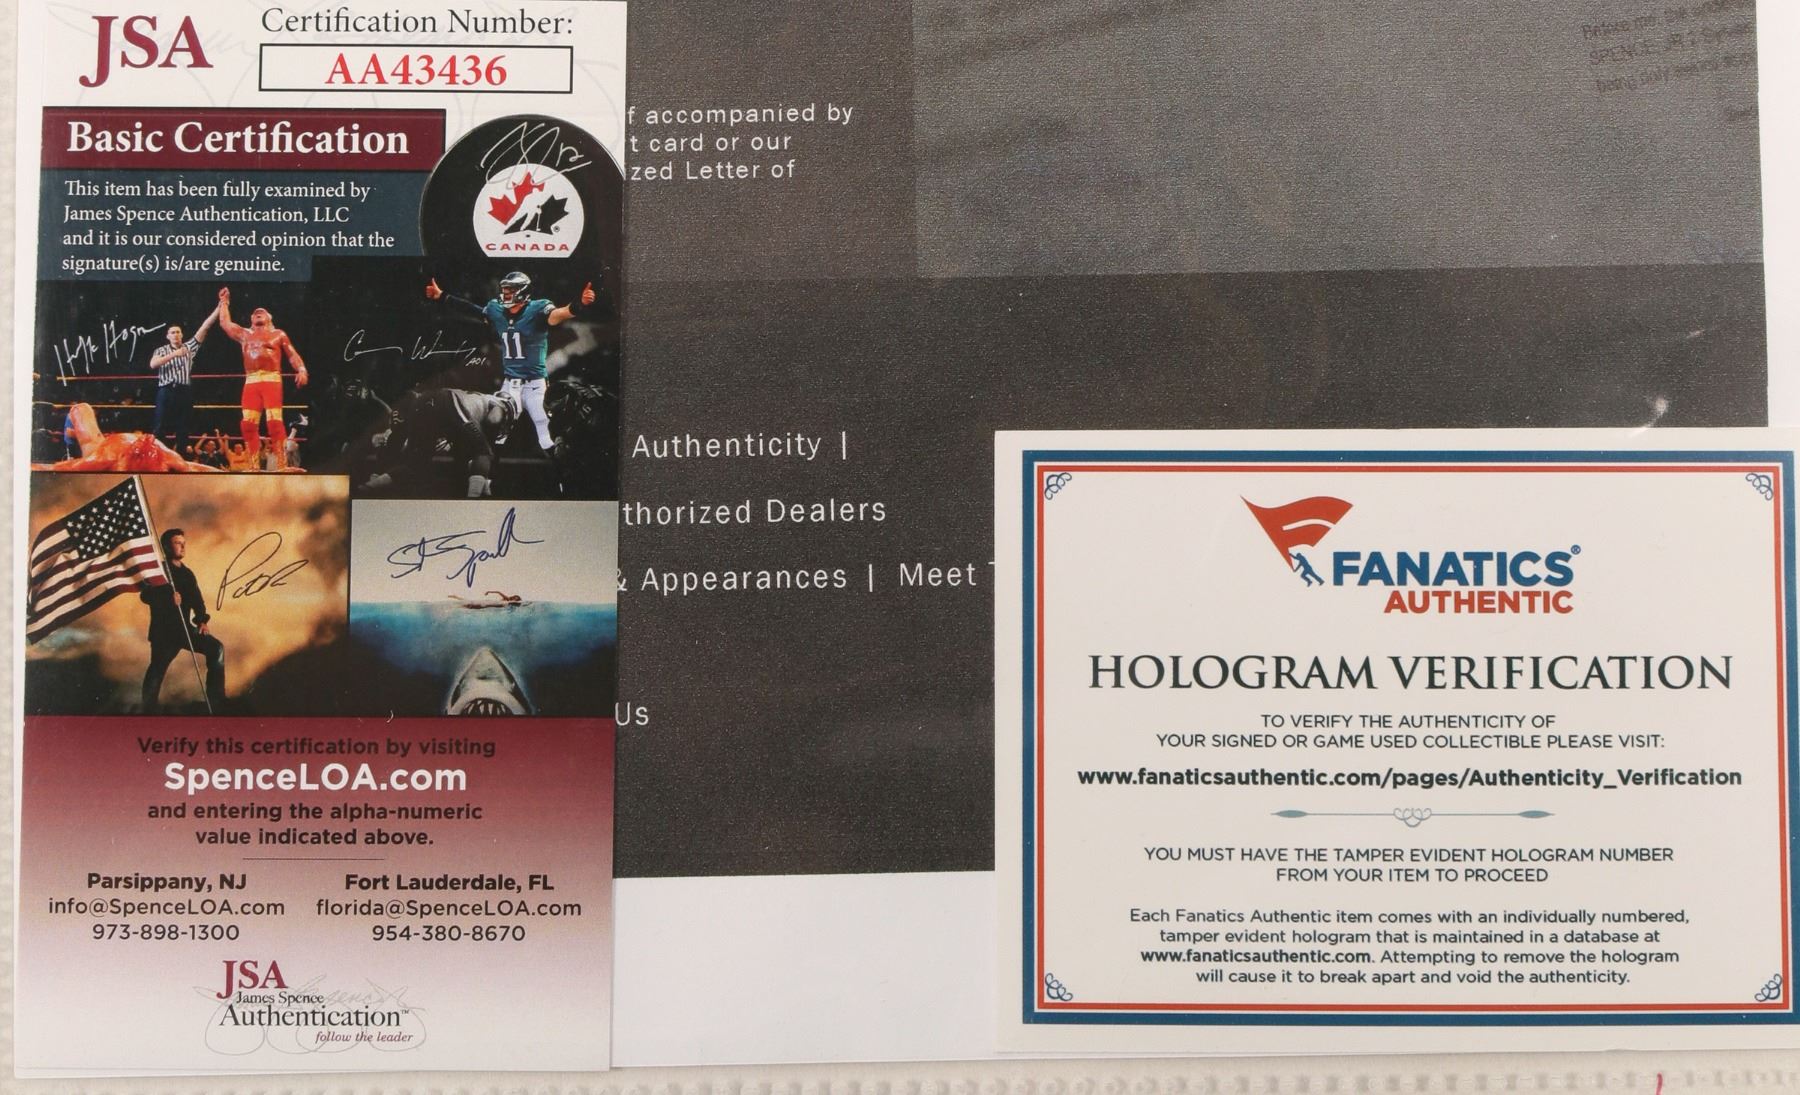 JSA
Certification Number:
AA43436
Basic Certification
This item has been fully examined by
James Spence Authentication, LLC
and it is our considered opinion that the
signature(s) is/are genuine.
CANADA
11
Verify this certification by visiting
SpenceLOA.com
and entering the alpha-numeric
value indicated above.
Parsippany, NJ
info@SpenceLOA.com
973-898-1300
Fort Lauderdale, FL
florida@SpenceLOA.com
954-380-8670
JSA
James Spence
Authentication™
follow the leader
f accompanied by
t card or our
zed Letter of
Authenticity |
thorized Dealers
& Appearances | Meet
Us
Before me, the
SPENCE, JR
being duly
FANATICS®
AUTHENTIC
HOLOGRAM VERIFICATION
TO VERIFY THE AUTHENTICITY OF
YOUR SIGNED OR GAME USED COLLECTIBLE PLEASE VISIT:
www.fanaticsauthentic.com/pages/Authenticity_Verification
YOU MUST HAVE THE TAMPER EVIDENT HOLOGRAM NUMBER
FROM YOUR ITEM TO PROCEED
Each Fanatics Authentic item comes with an individually numbered,
tamper evident hologram that is maintained in a database at
www.fanaticsauthentic.com. Attempting to remove the hologram
will cause it to break apart and void the authenticity.